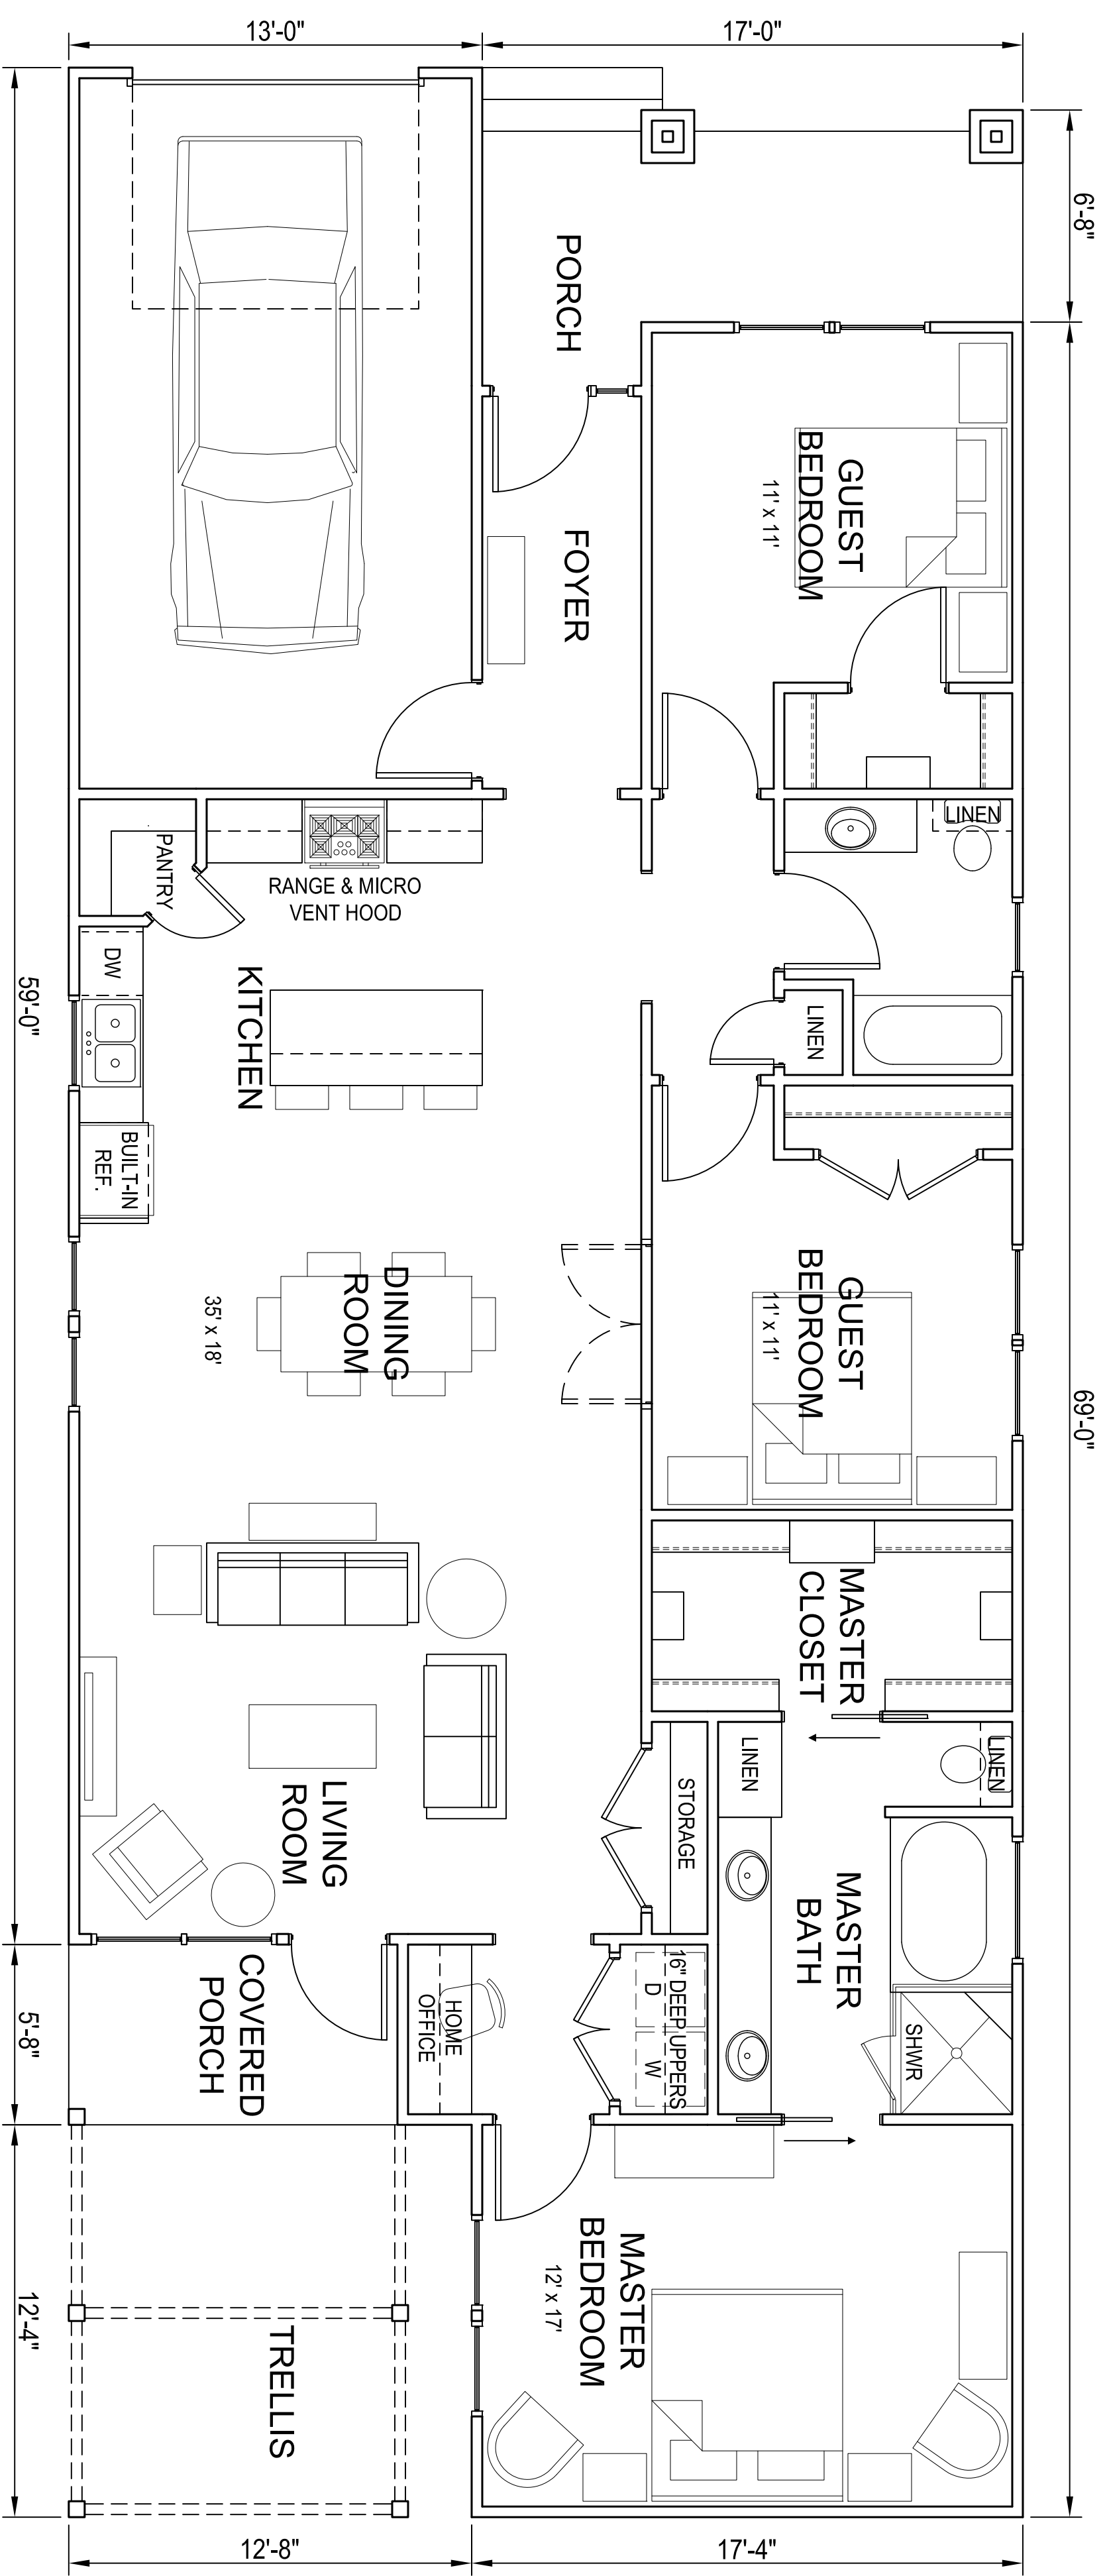 13'-0"
17'-0"
6'-8"
PORCH
GUEST
BEDROOM
11' x 11'
FOYER
LINEN
PANTRY
RANGE & MICRO
VENT HOOD
DW
KITCHEN
LINEN
59'-0"
BUILT-IN
REF.
DINING
ROOM
35' x 18'
GUEST
BEDROOM
11' x 11'
69'-0"
MASTER
CLOSET
LINEN
LINEN
STORAGE
LIVING
ROOM
MASTER
BATH
COVERED
PORCH
HOME
OFFICE
16" DEEP UPPERS
D W
SHWR
5'-8"
MASTER
BEDROOM
12' x 17'
TRELLIS
12'-4"
12'-8"
17'-4"